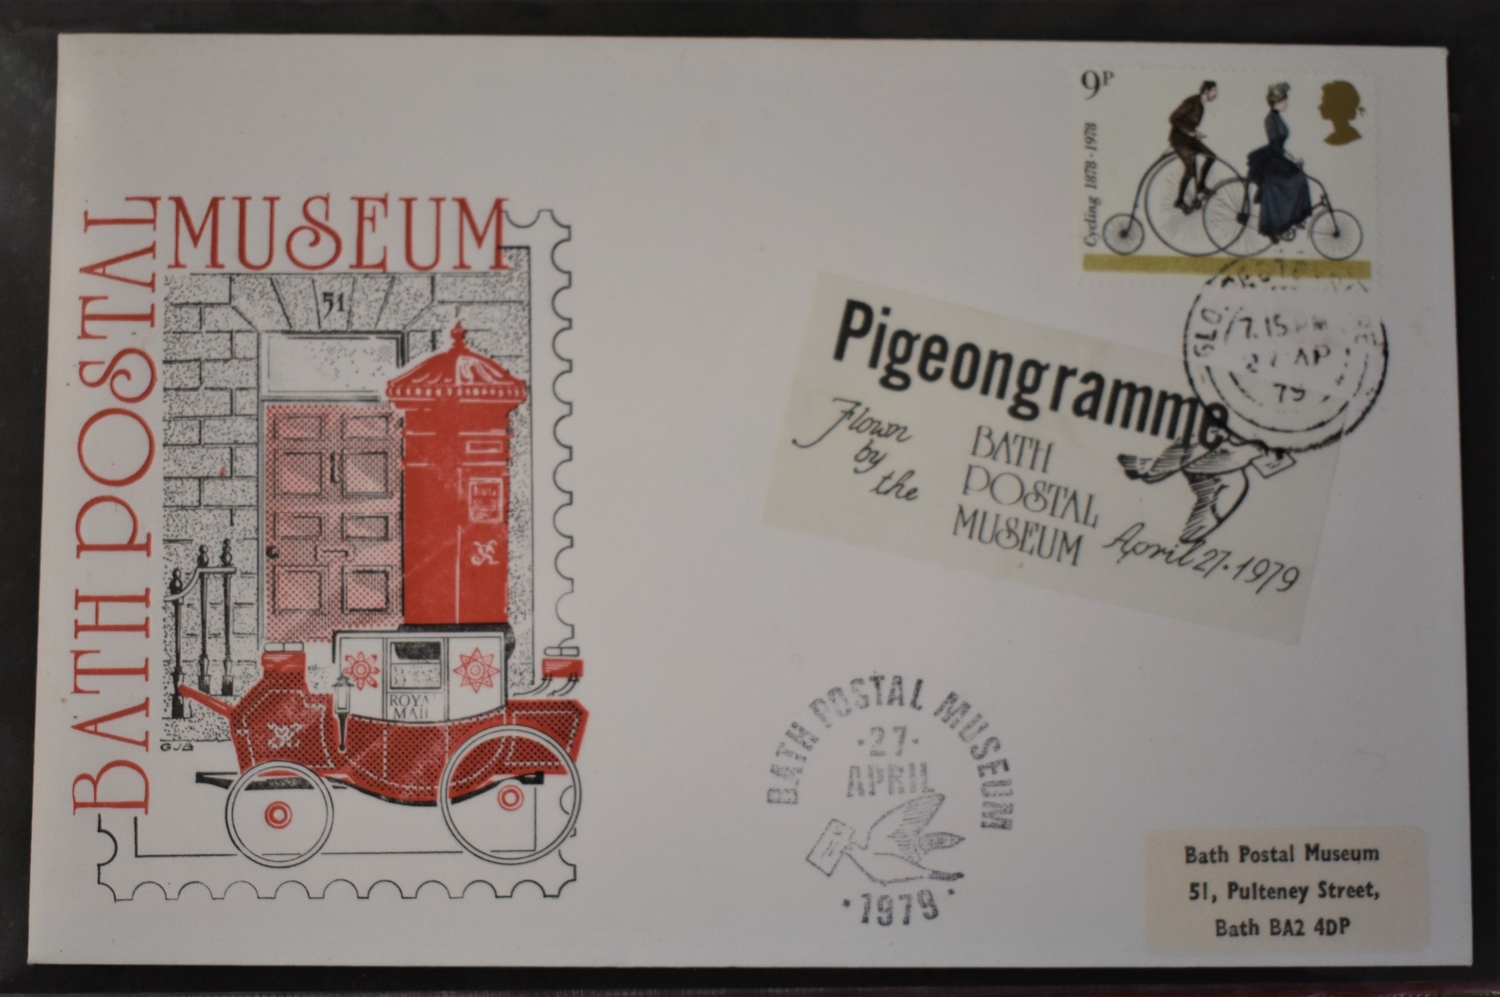 BATH POSTAL
MUSEUM
51
ROYAL
MAIL
GJB
9P
Cycling 1878·1978
7.15 PM
27 AP
79
Pigeongramme
Flown
by
the
BATH
POSTAL
MUSEUM
April 27·1979
BATH POSTAL MUSEUM
·27·
APRIL
·1979·
Bath Postal Museum
51, Pulteney Street,
Bath BA2 4DP